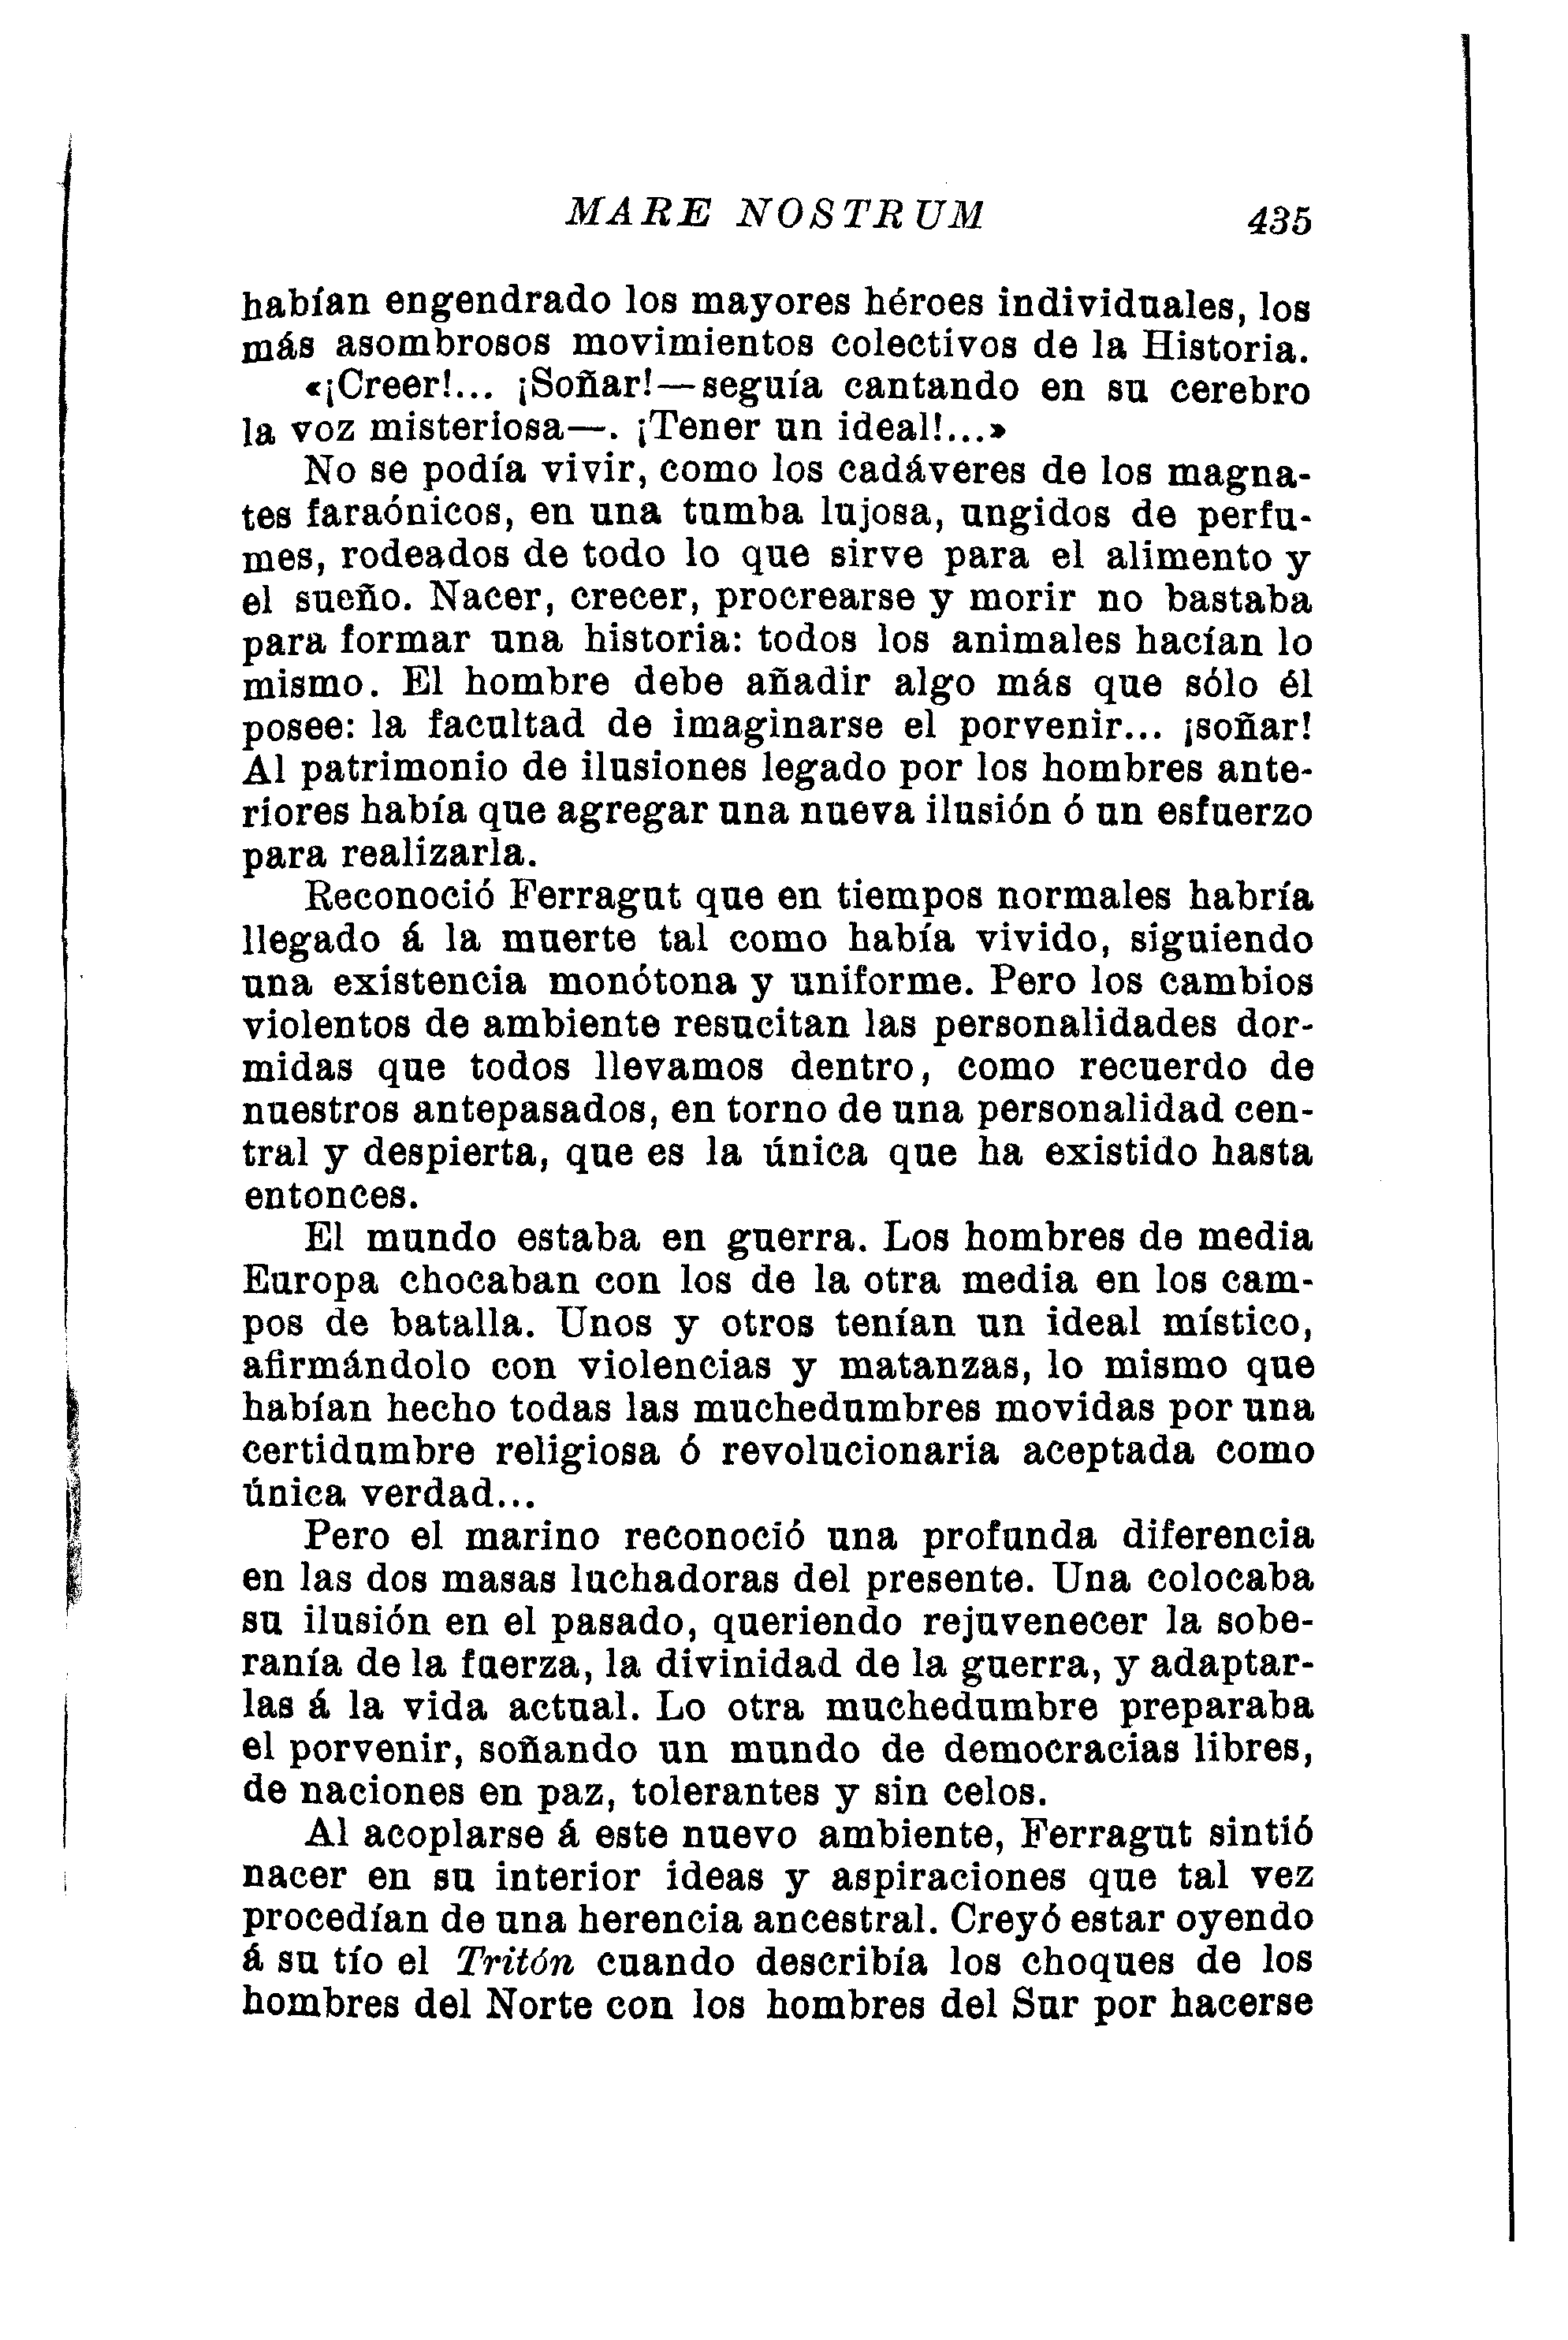 MARE NOSTRUM 435
habían engendrado los mayores héroes individuales, los
más asombrosos movimientos colectivos de la Historia.
«¡Creer!... ¡Soñar!—seguía cantando en su cerebro
la voz misteriosa—. ¡Tener un ideal!...»
No se podía vivir, como los cadáveres de los magna-
tes faraónicos, en una tumba lujosa, ungidos de perfu-
mes, rodeados de todo lo que sirve para el alimento y
el sueño. Nacer, crecer, procrearse y morir no bastaba
para formar una historia: todos los animales hacían lo
mismo. El hombre debe añadir algo más que sólo él
posee: la facultad de imaginarse el porvenir... ¡soñar!
Al patrimonio de ilusiones legado por los hombres ante-
riores había que agregar una nueva ilusión ó un esfuerzo
para realizarla.
Reconoció Ferragut que en tiempos normales habría
llegado á la muerte tal como había vivido, siguiendo
una existencia monótona y uniforme. Pero los cambios
violentos de ambiente resucitan las personalidades dor-
midas que todos llevamos dentro, como recuerdo de
nuestros antepasados, en torno de una personalidad cen-
tral y despierta, que es la única que ha existido hasta
entonces.
El mundo estaba en guerra. Los hombres de media
Europa chocaban con los de la otra media en los cam-
pos de batalla. Unos y otros tenían un ideal místico,
afirmándolo con violencias y matanzas, lo mismo que
habían hecho todas las muchedumbres movidas por una
certidumbre religiosa ó revolucionaria aceptada como
única verdad...
Pero el marino reconoció una profunda diferencia
en las dos masas luchadoras del presente. Una colocaba
su ilusión en el pasado, queriendo rejuvenecer la sobe-
ranía de la fuerza, la divinidad de la guerra, y adaptar-
las á la vida actual. Lo otra muchedumbre preparaba
el porvenir, soñando un mundo de democracias libres,
de naciones en paz, tolerantes y sin celos.
Al acoplarse á este nuevo ambiente, Ferragut sintió
nacer en su interior ideas y aspiraciones que tal vez
procedían de una herencia ancestral. Creyó estar oyendo
á su tío el Tritón cuando describía los choques de los
hombres del Norte con los hombres del Sur por hacerse